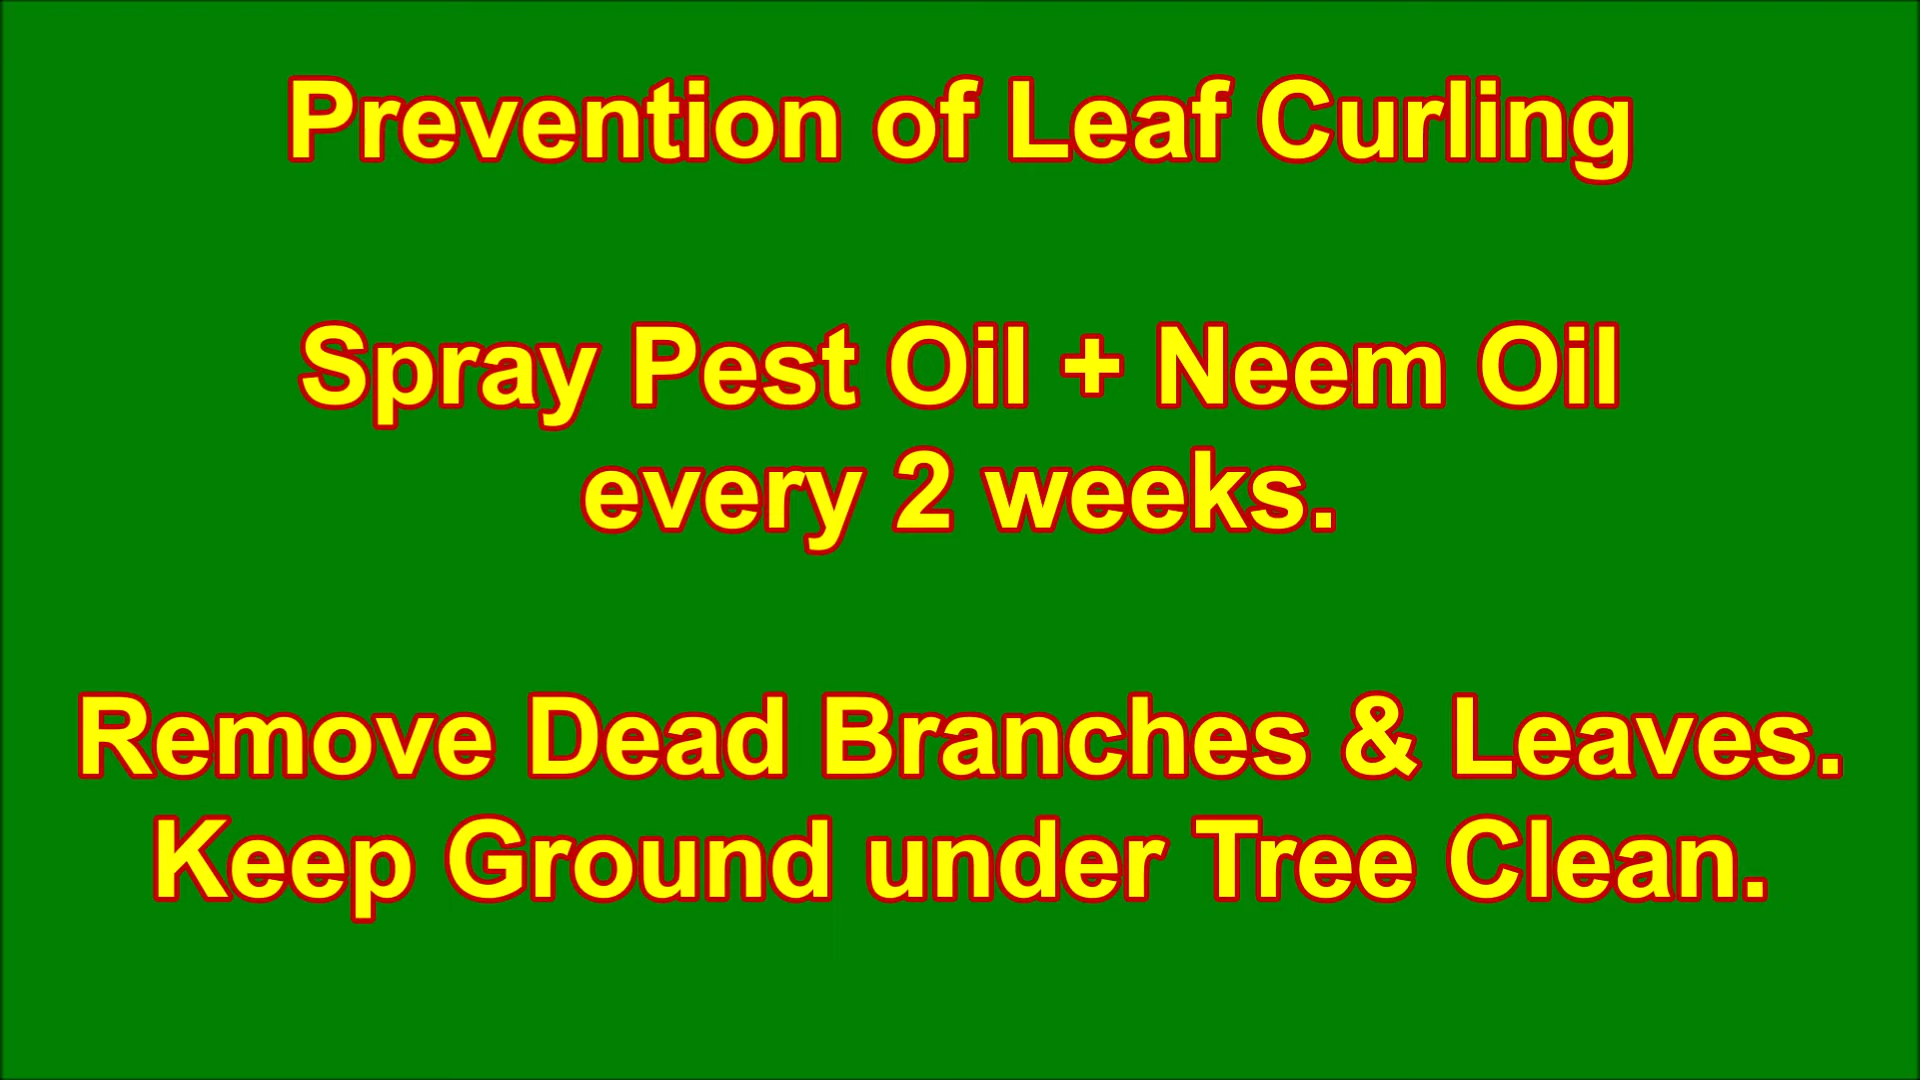 Prevention of Leaf Curling
Spray Pest Oil + Neem Oil
every 2 weeks.
Remove Dead Branches & Leaves.
Keep Ground under Tree Clean.